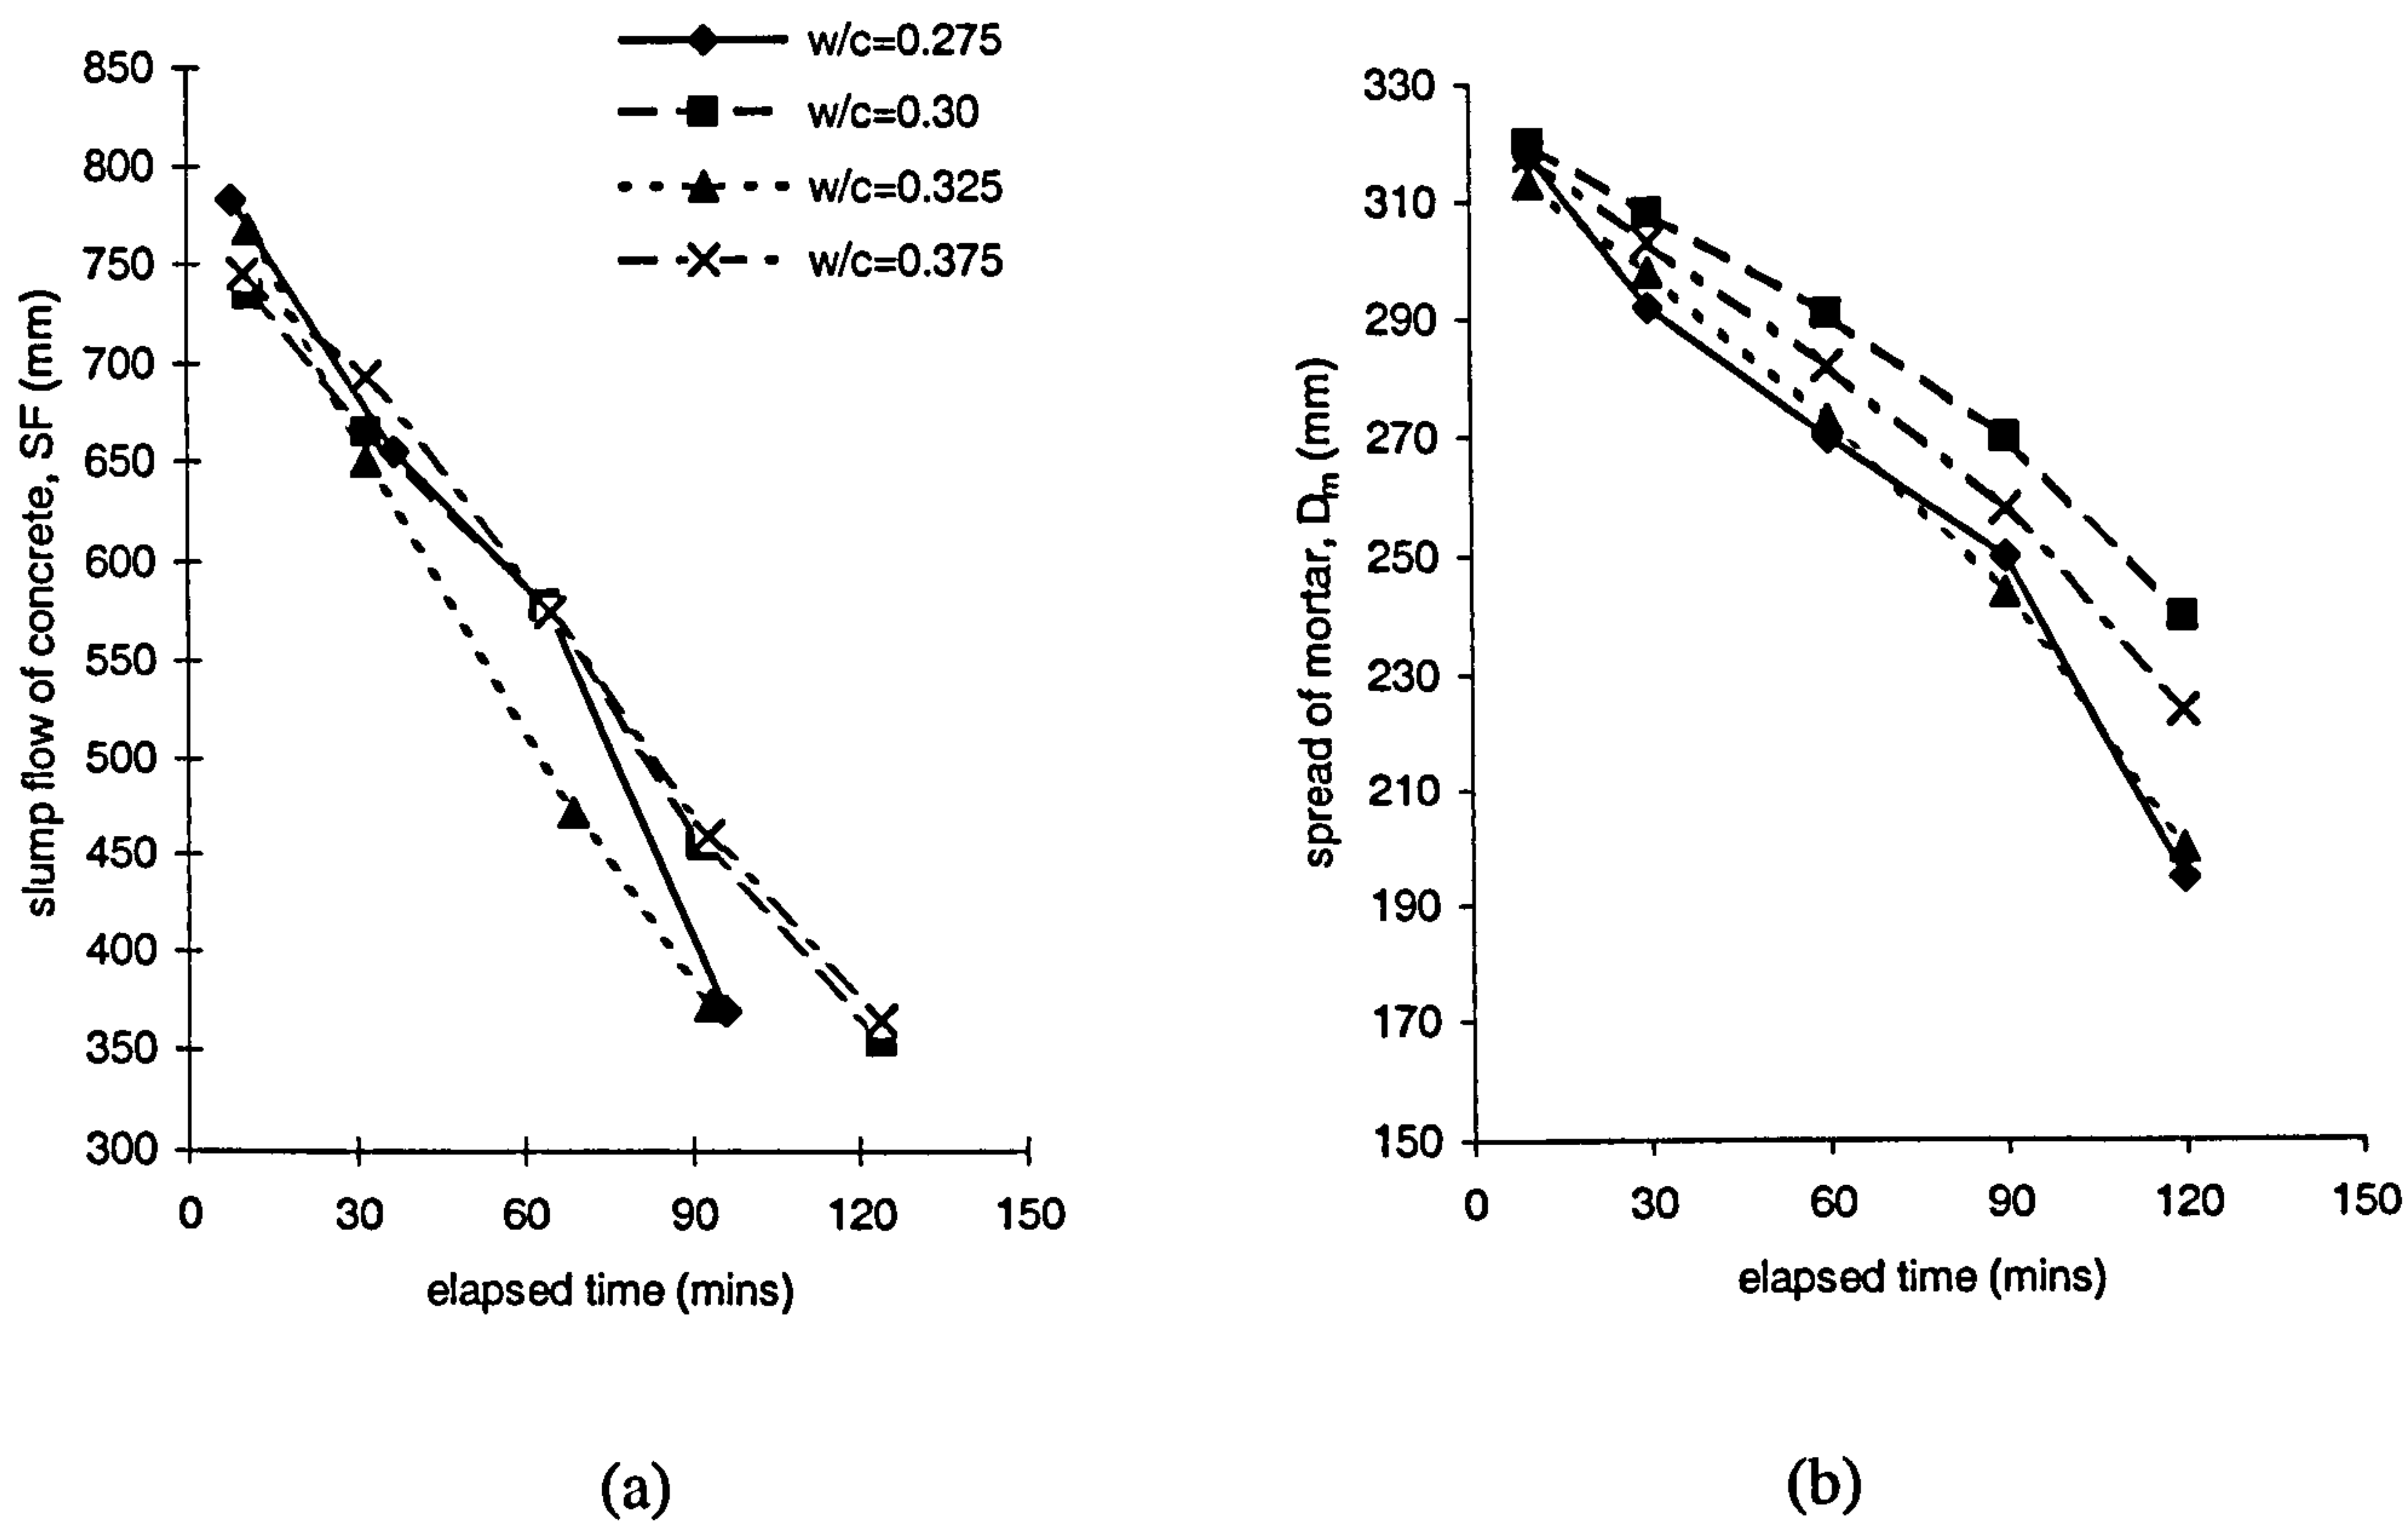 w/c=0.275
w/c=0.30
w/c=0.325
w/c=0.375
850
800
750
700
650
600
550
500
450
400
350
300
slump flow of concrete, SF (mm)
0 30 60 90 120 150
elapsed time (mins)
(a)
330
310
290
270
250
230
210
190
170
150
spread of mortar, Dm (mm)
0 30 60 90 120 150
elapsed time (mins)
(b)